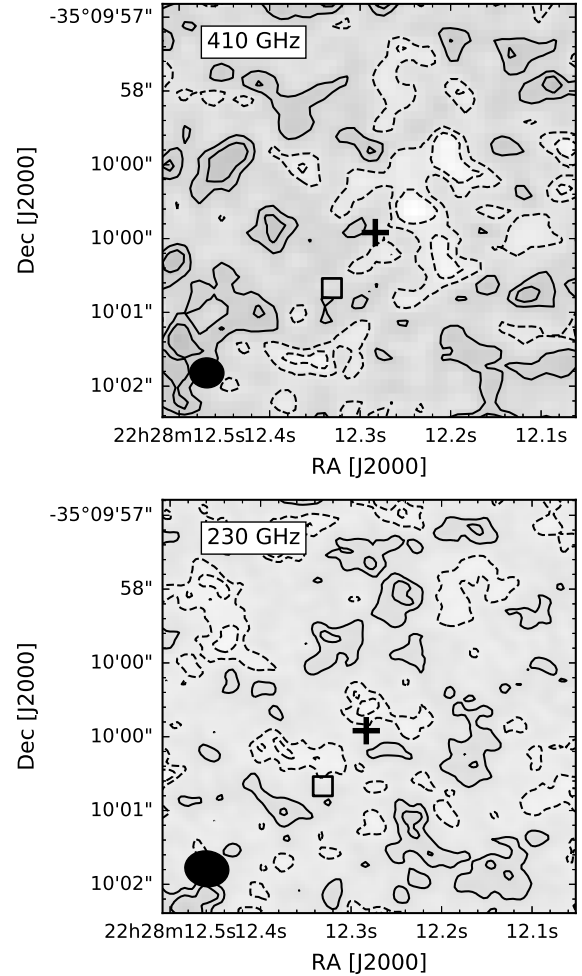 410 GHz
-35°09'57"
58"
10'00"
10'00"
10'01"
10'02"
Dec [J2000]
22h28m12.5s12.4s 12.3s 12.2s 12.1s
RA [J2000]
230 GHz
-35°09'57"
58"
10'00"
10'00"
10'01"
10'02"
Dec [J2000]
22h28m12.5s12.4s 12.3s 12.2s 12.1s
RA [J2000]